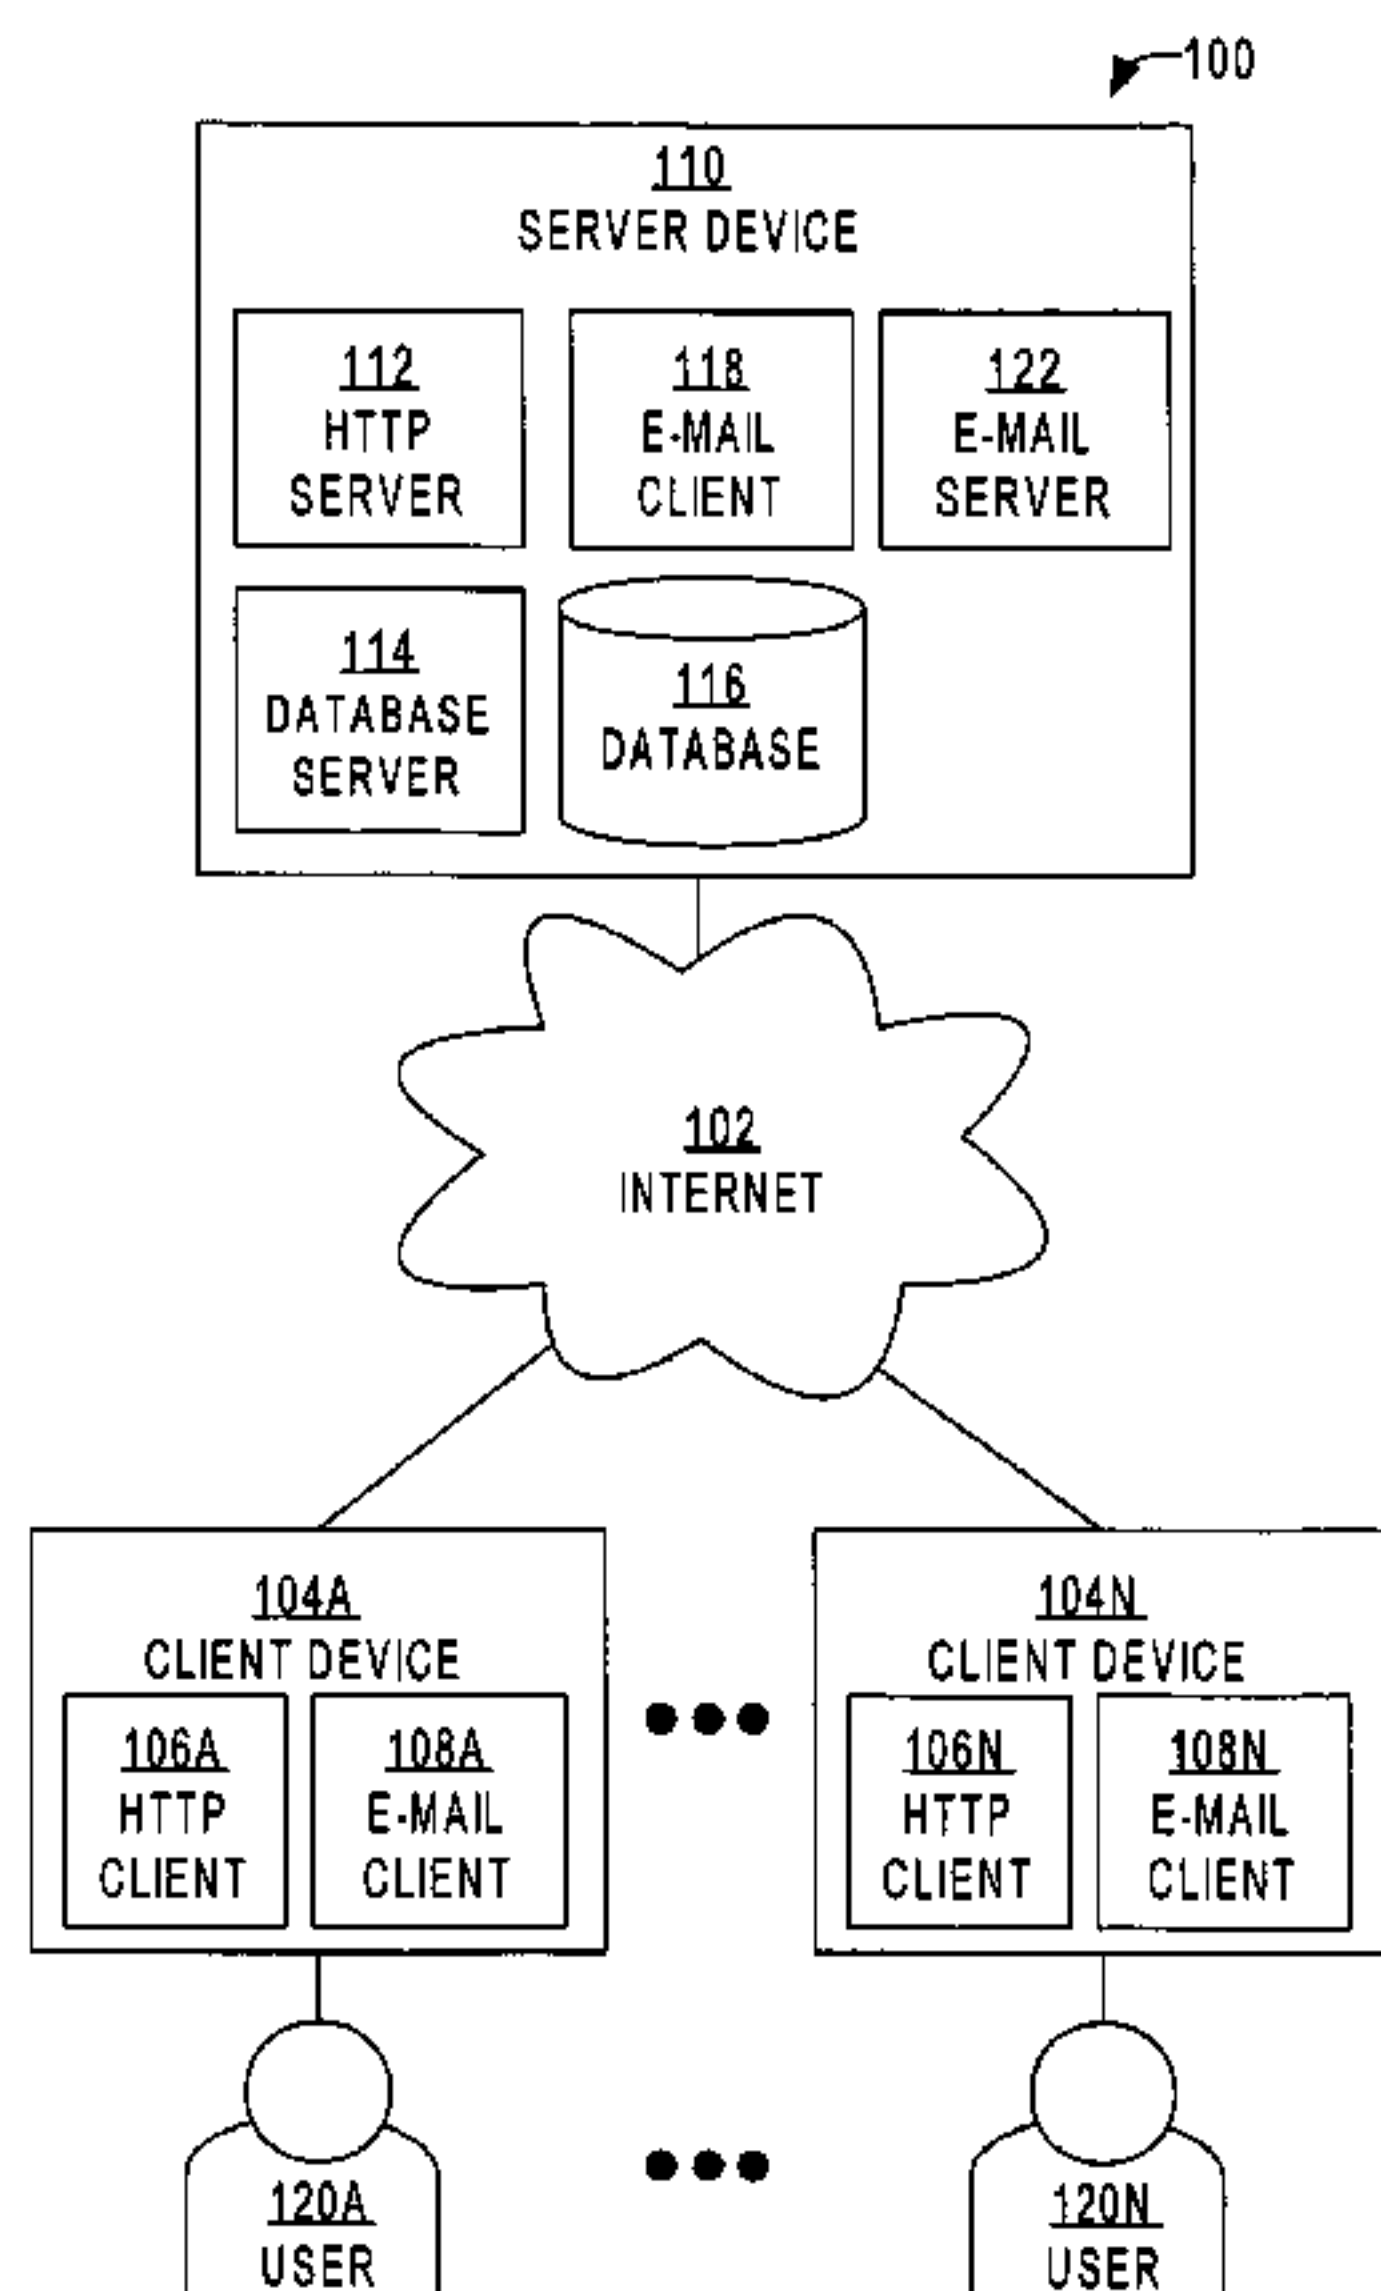 100
110
SERVER DEVICE
112
HTTP
SERVER
118
E-MAIL
CLIENT
122
E-MAIL
SERVER
114
DATABASE
SERVER
116
DATABASE
102
INTERNET
104A
CLIENT DEVICE
106A
HTTP
CLIENT
108A
E-MAIL
CLIENT
104N
CLIENT DEVICE
106N
HTTP
CLIENT
108N
E-MAIL
CLIENT
120A
USER
120N
USER